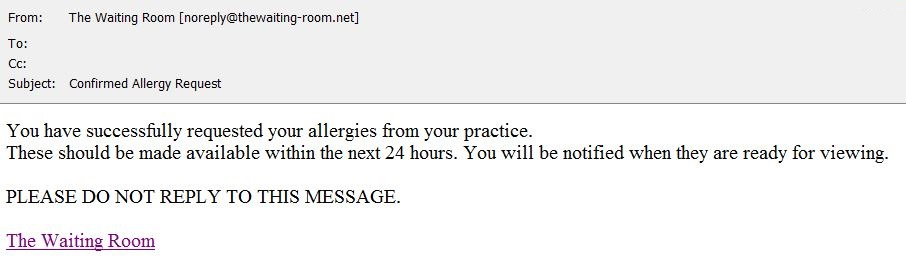 From: The Waiting Room [noreply@thewaiting-room.net]
To:
Cc:
Subject: Confirmed Allergy Request
You have successfully requested your allergies from your practice.
These should be made available within the next 24 hours. You will be notified when they are ready for viewing.
PLEASE DO NOT REPLY TO THIS MESSAGE.
The Waiting Room